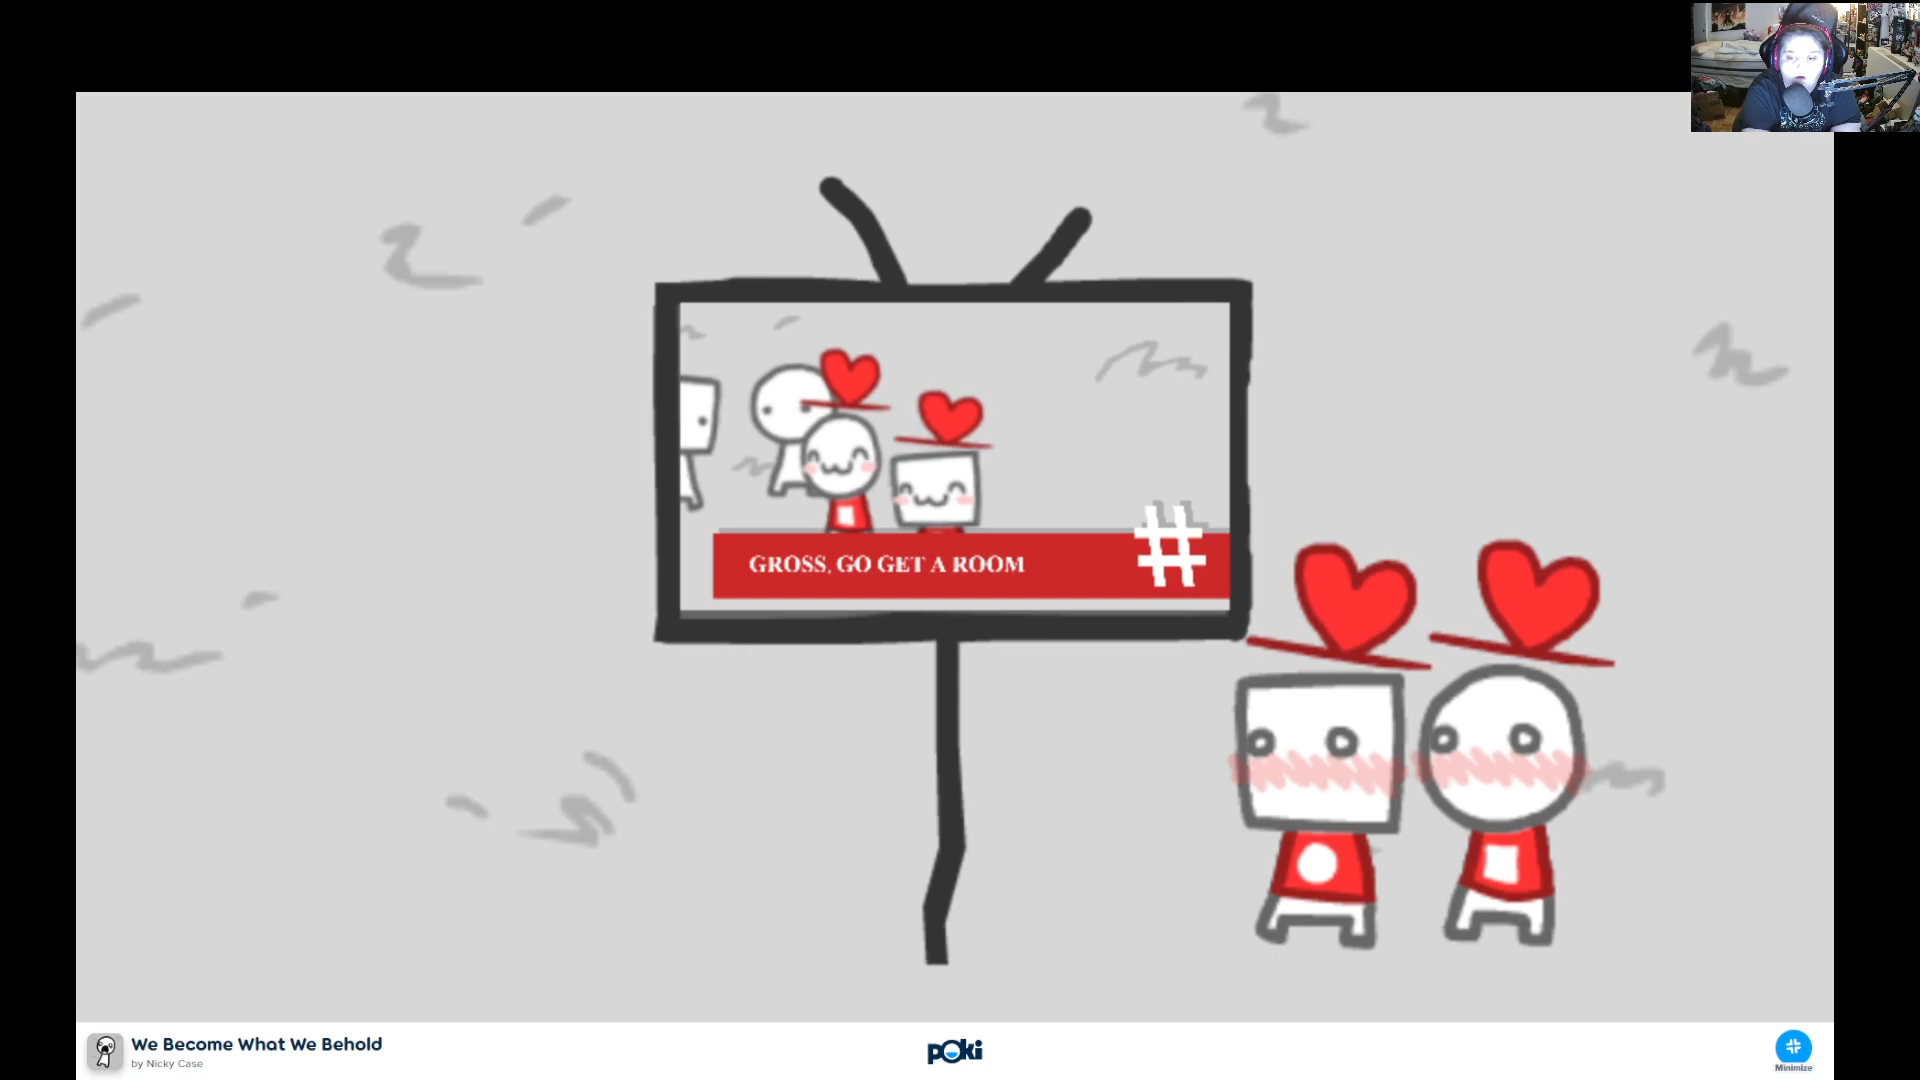 GROSS, GO GET A ROOM
#
We Become What We Behold
by Nicky Case
poki
Minimize